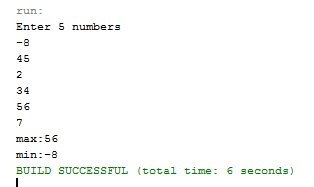 run:
Enter 5 numbers
-8
45
2
34
56
7
max:56
min:-8
BUILD SUCCESSFUL (total time: 6 seconds)